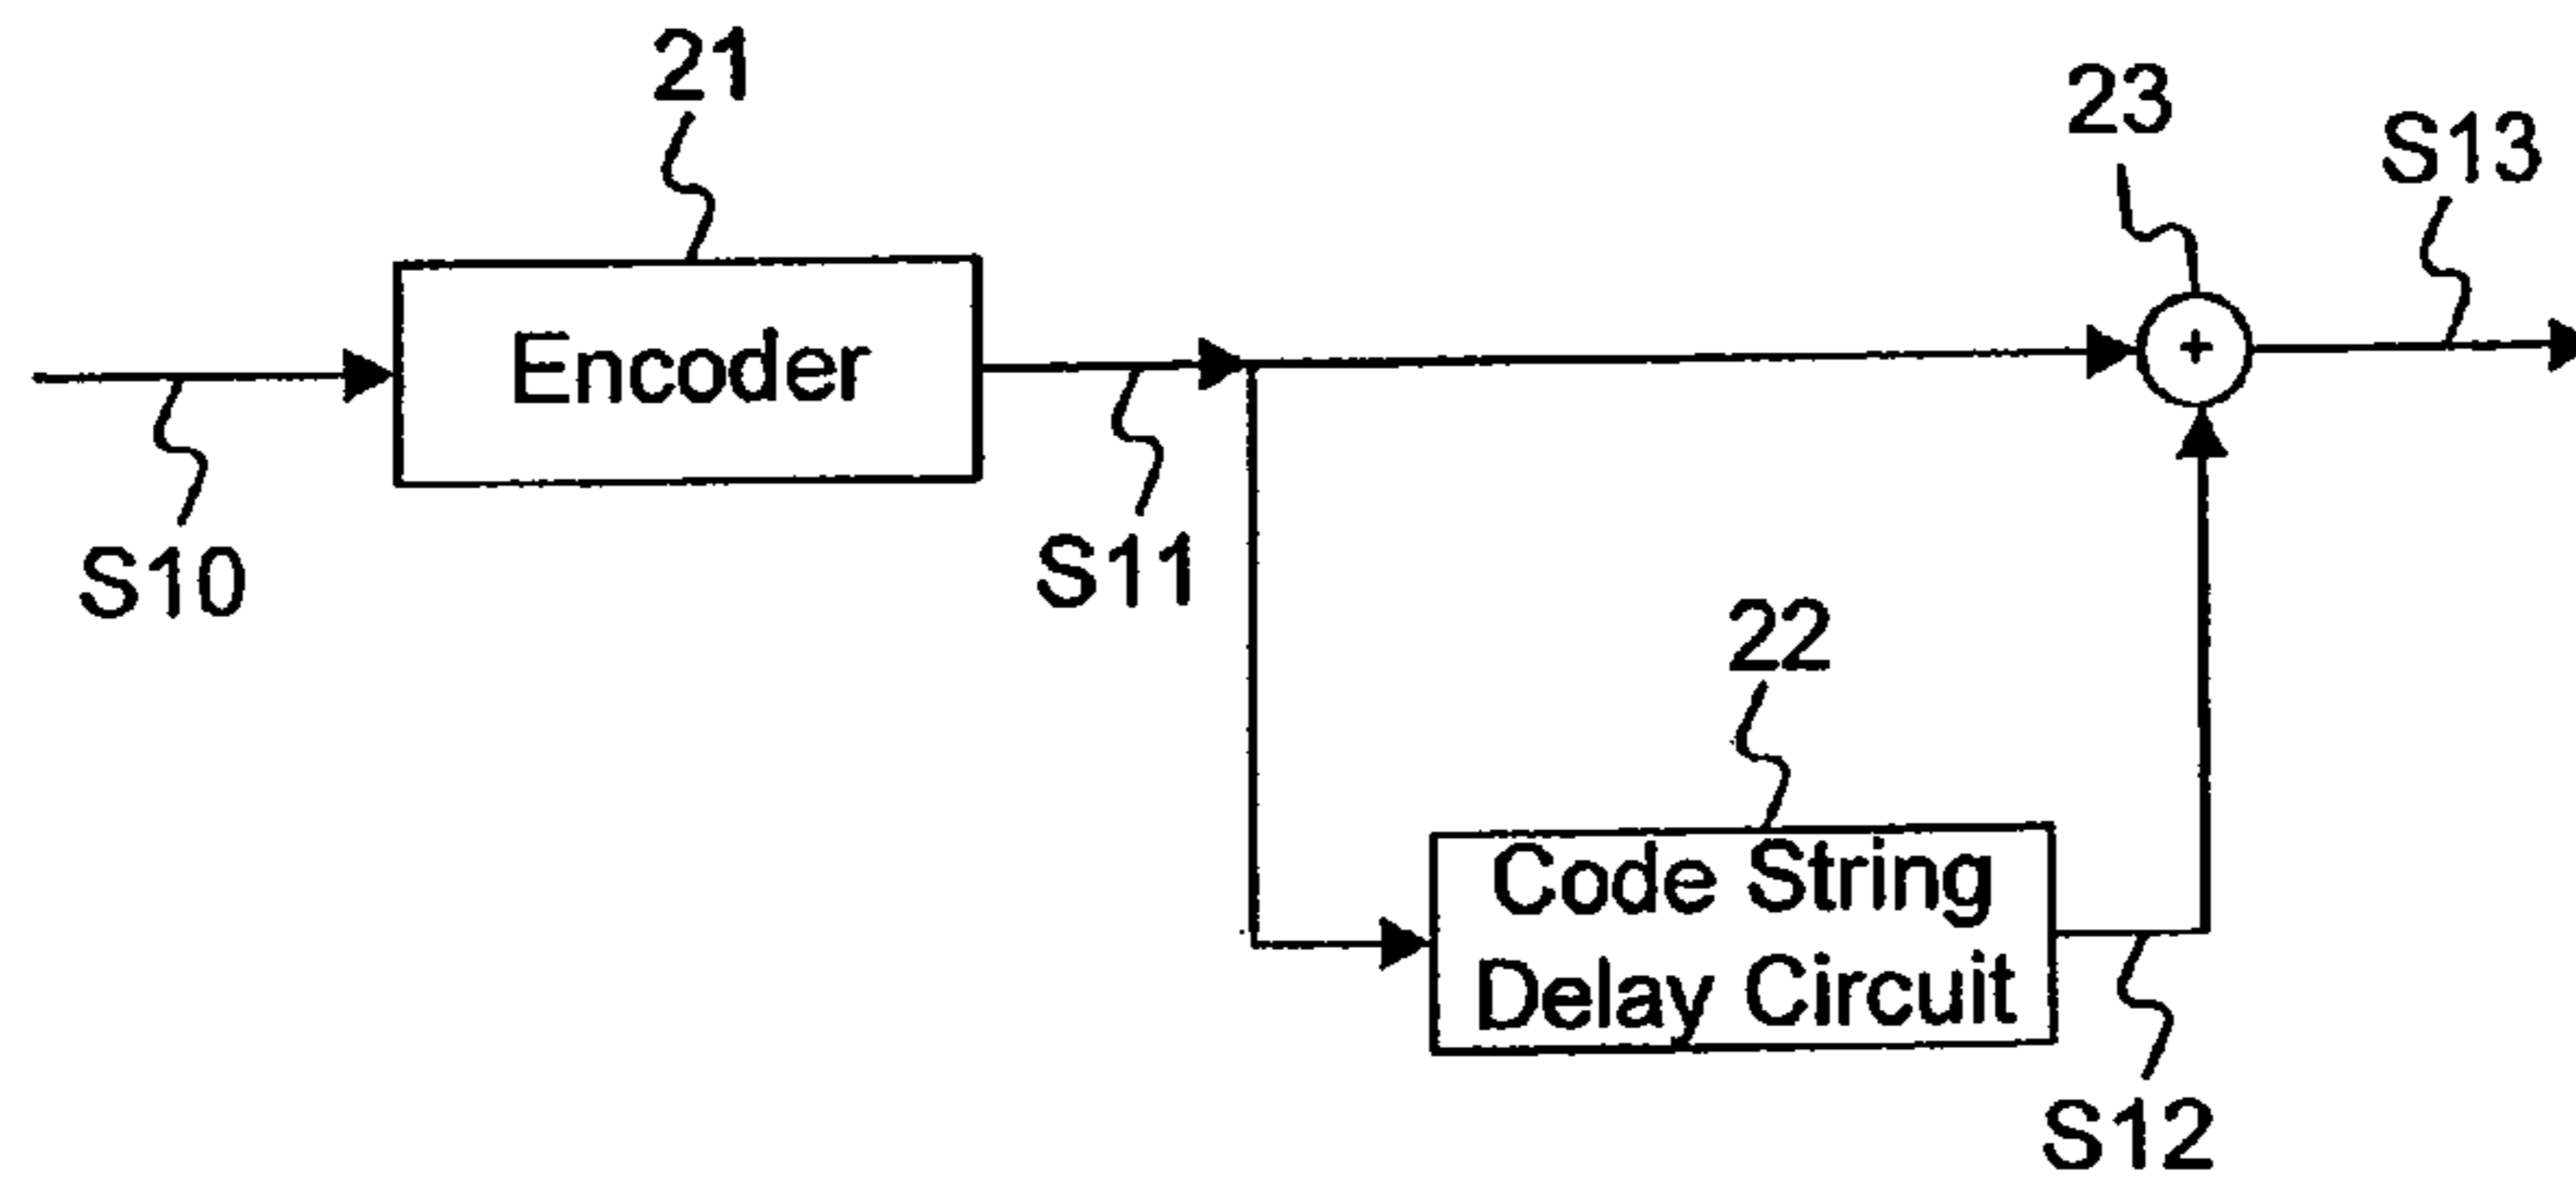 21
23
S13
Encoder
+
S10
S11
22
Code String
Delay Circuit
S12